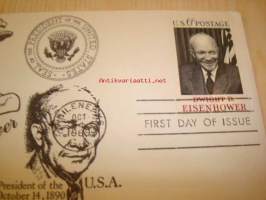 SEAL OF THE PRESIDENT OF THE UNITED STATES
U.S. POSTAGE
6¢
Antikvariaatti.net
DWIGHT D.
EISENHOWER
ABILENE
OCT
FIRST DAY OF ISSUE
President of the U.S.A.
October 14, 1890